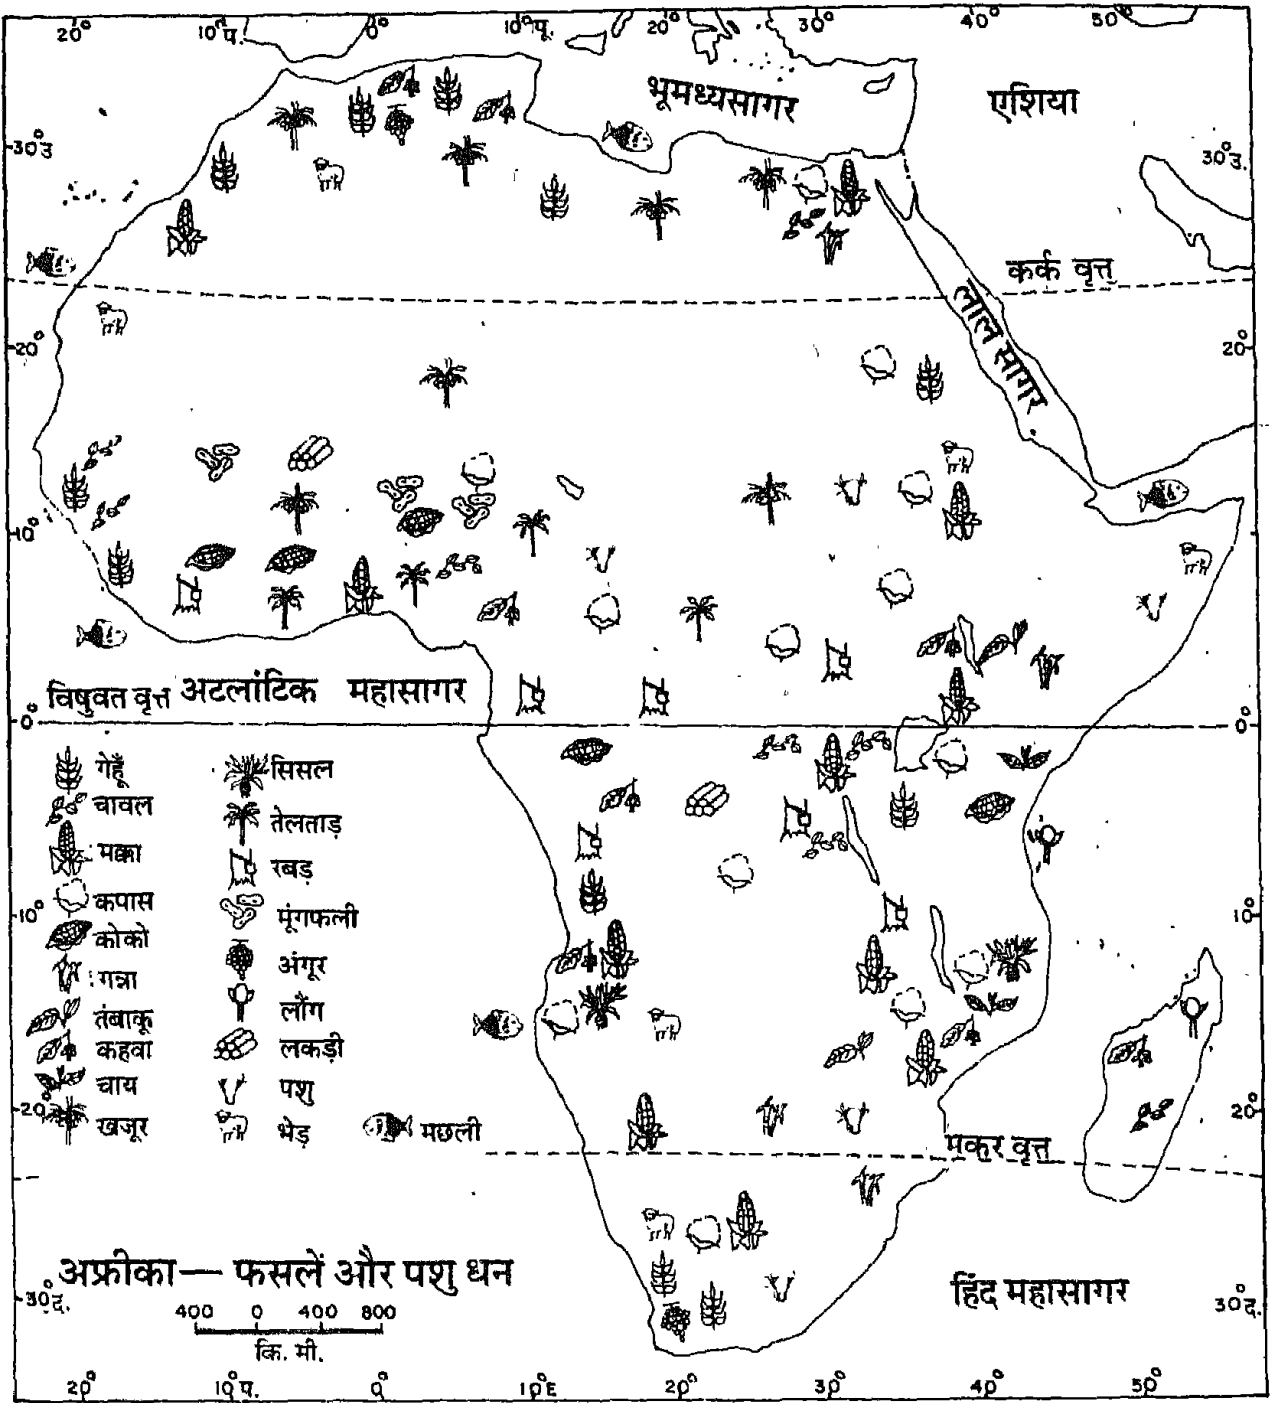 20° 10°प. 0° 10°पू. 20° 30° 40° 50°
भूमध्यसागर
एशिया
30°उ
30°उ.
कर्क वृत्त
लाल सागर
20°
20°
10°
विषुवत वृत्त अटलांटिक महासागर
0°
0°
गेहूँ
सिसल
चावल
तेलताड़
मक्का
रबड़
कपास
मूंगफली
कोको
अंगूर
गन्ना
लौंग
तंबाकू
लकड़ी
कहवा
पशु
चाय
भेड़
खजूर
मछली
10°
10°
20°
20°
मकर वृत्त
अफ्रीका— फसलें और पशु धन
हिंद महासागर
30°द.
30°द.
400 0 400 800
कि. मी.
20° 10°प. 0° 10°E 20° 30° 40° 50°